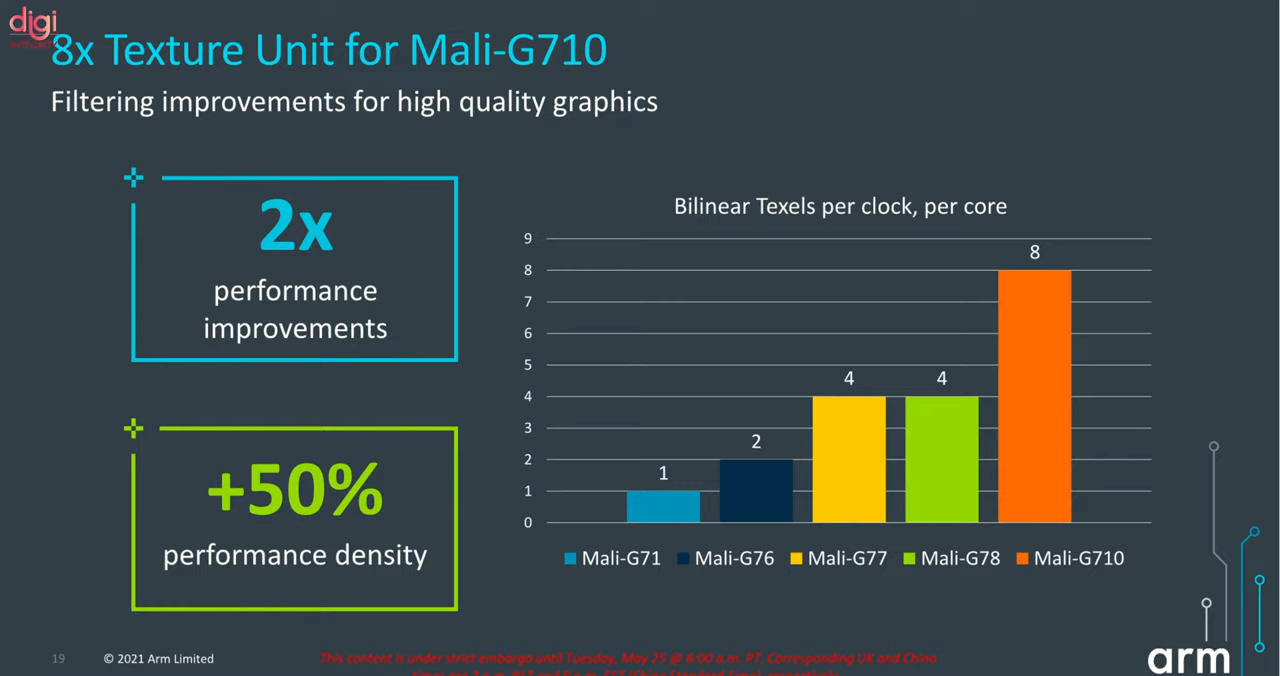 digi
8x Texture Unit for Mali-G710
Filtering improvements for high quality graphics
2x
performance
improvements
+50%
performance density
Bilinear Texels per clock, per core
9
8
7
6
5
4
3
2
1
0
1
2
4
4
8
Mali-G71 Mali-G76 Mali-G77 Mali-G78 Mali-G710
19 © 2021 Arm Limited
This content is under strict embargo until Tuesday, May 25 @ 6:00 a.m. PT. Corresponding UK and China
arm